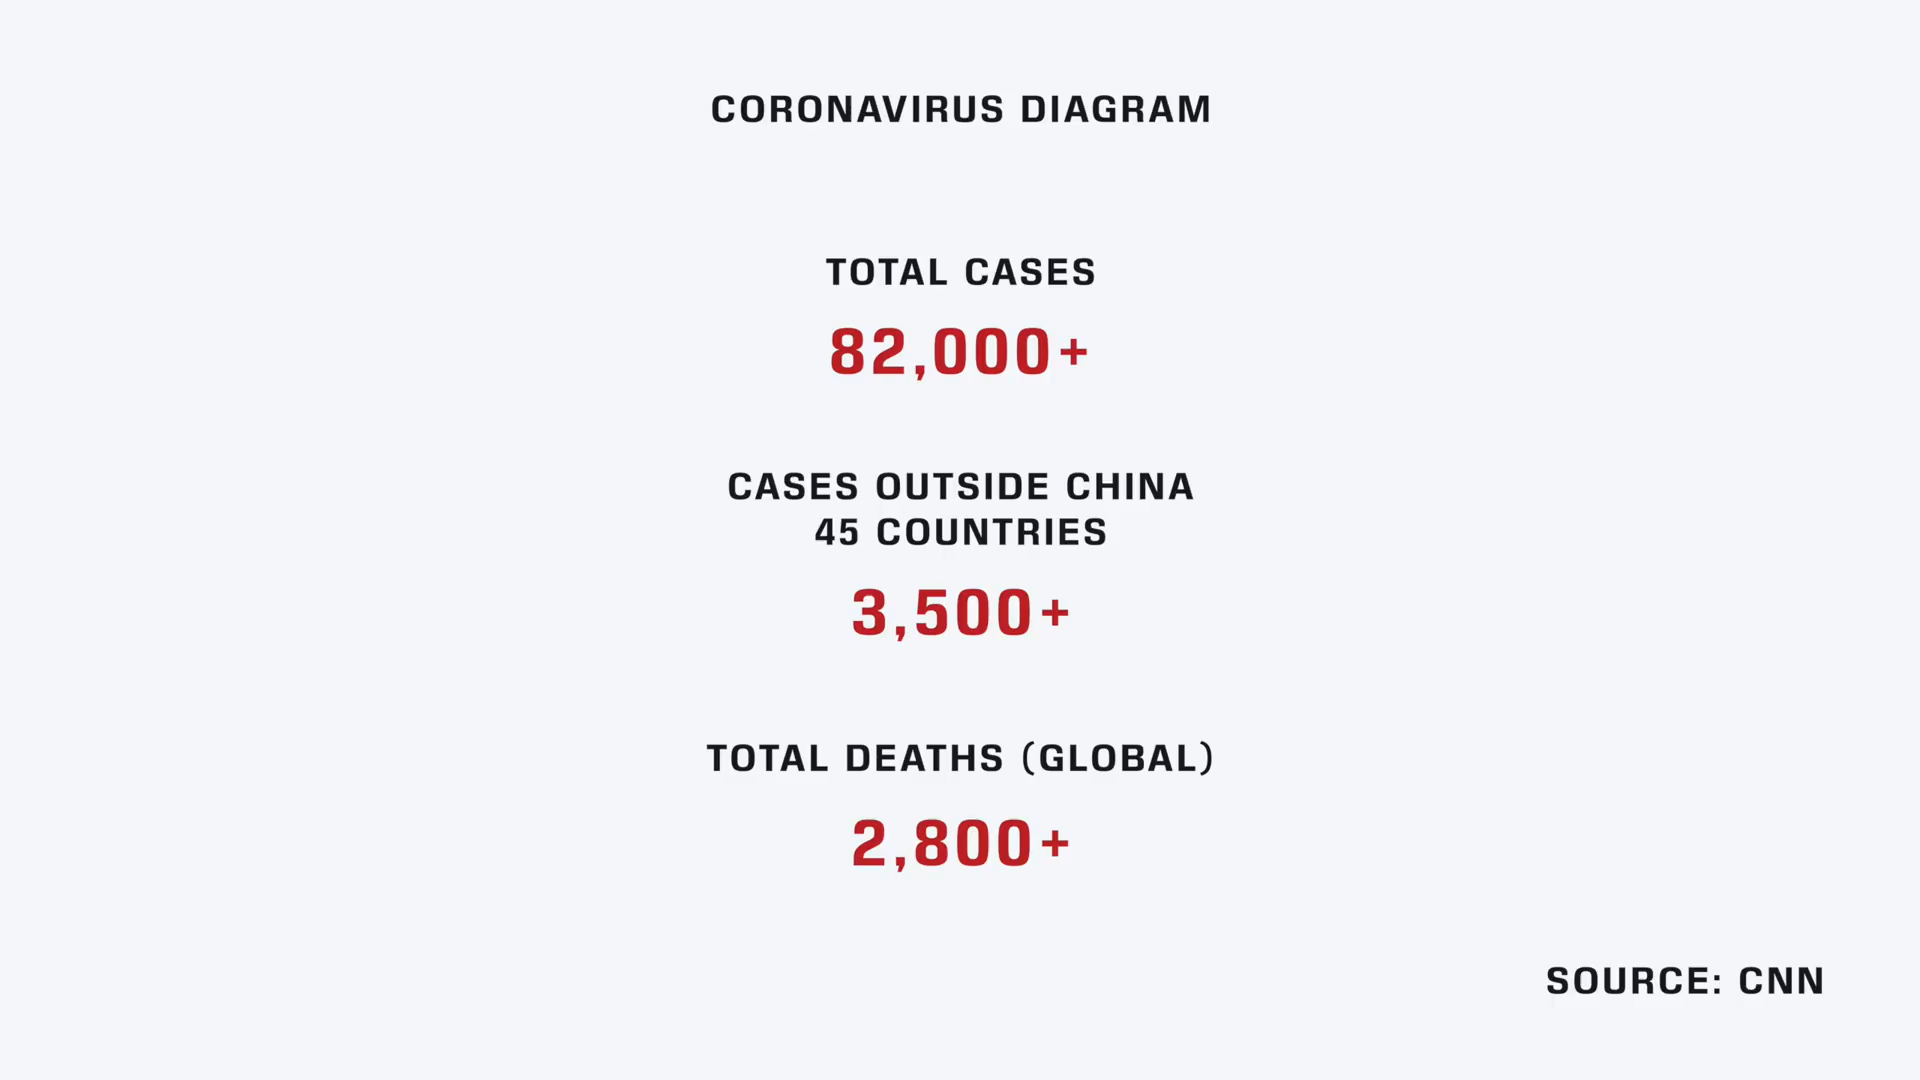 CORONAVIRUS DIAGRAM
TOTAL CASES
82,000+
CASES OUTSIDE CHINA
45 COUNTRIES
3,500+
TOTAL DEATHS (GLOBAL)
2,800+
SOURCE: CNN